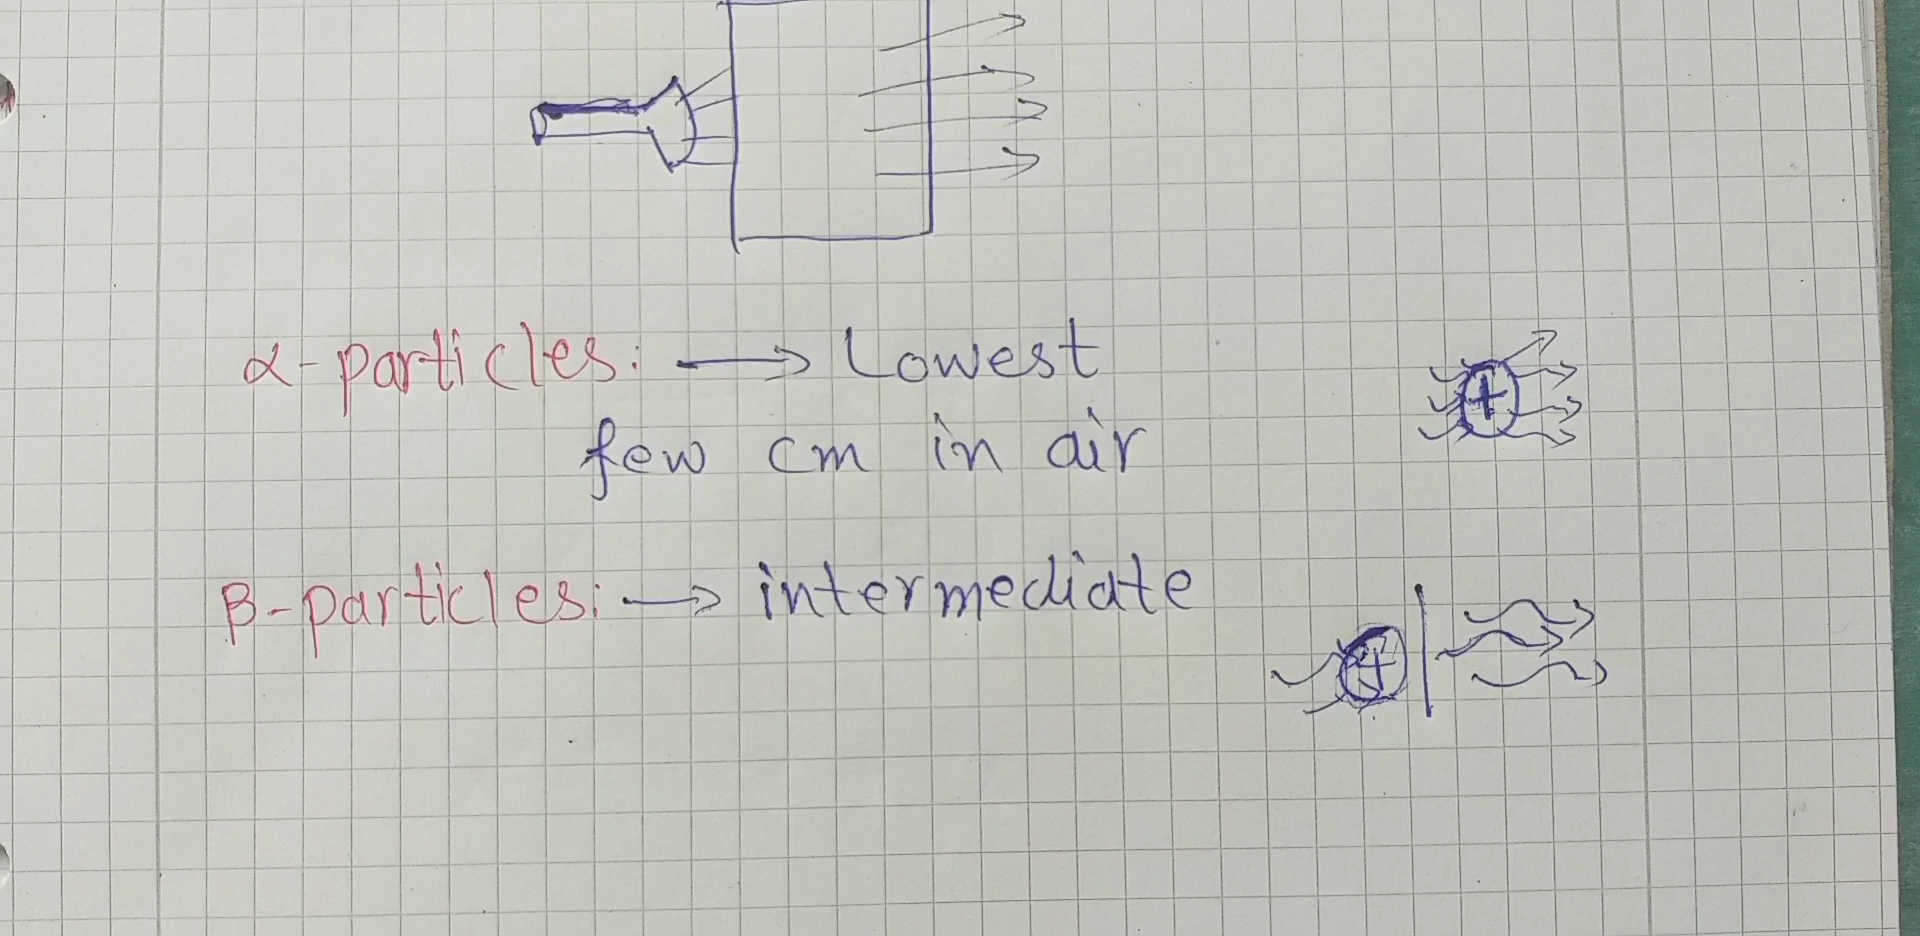 α-particles: → Lowest
few cm in air
+
β-particles: → intermediate
+